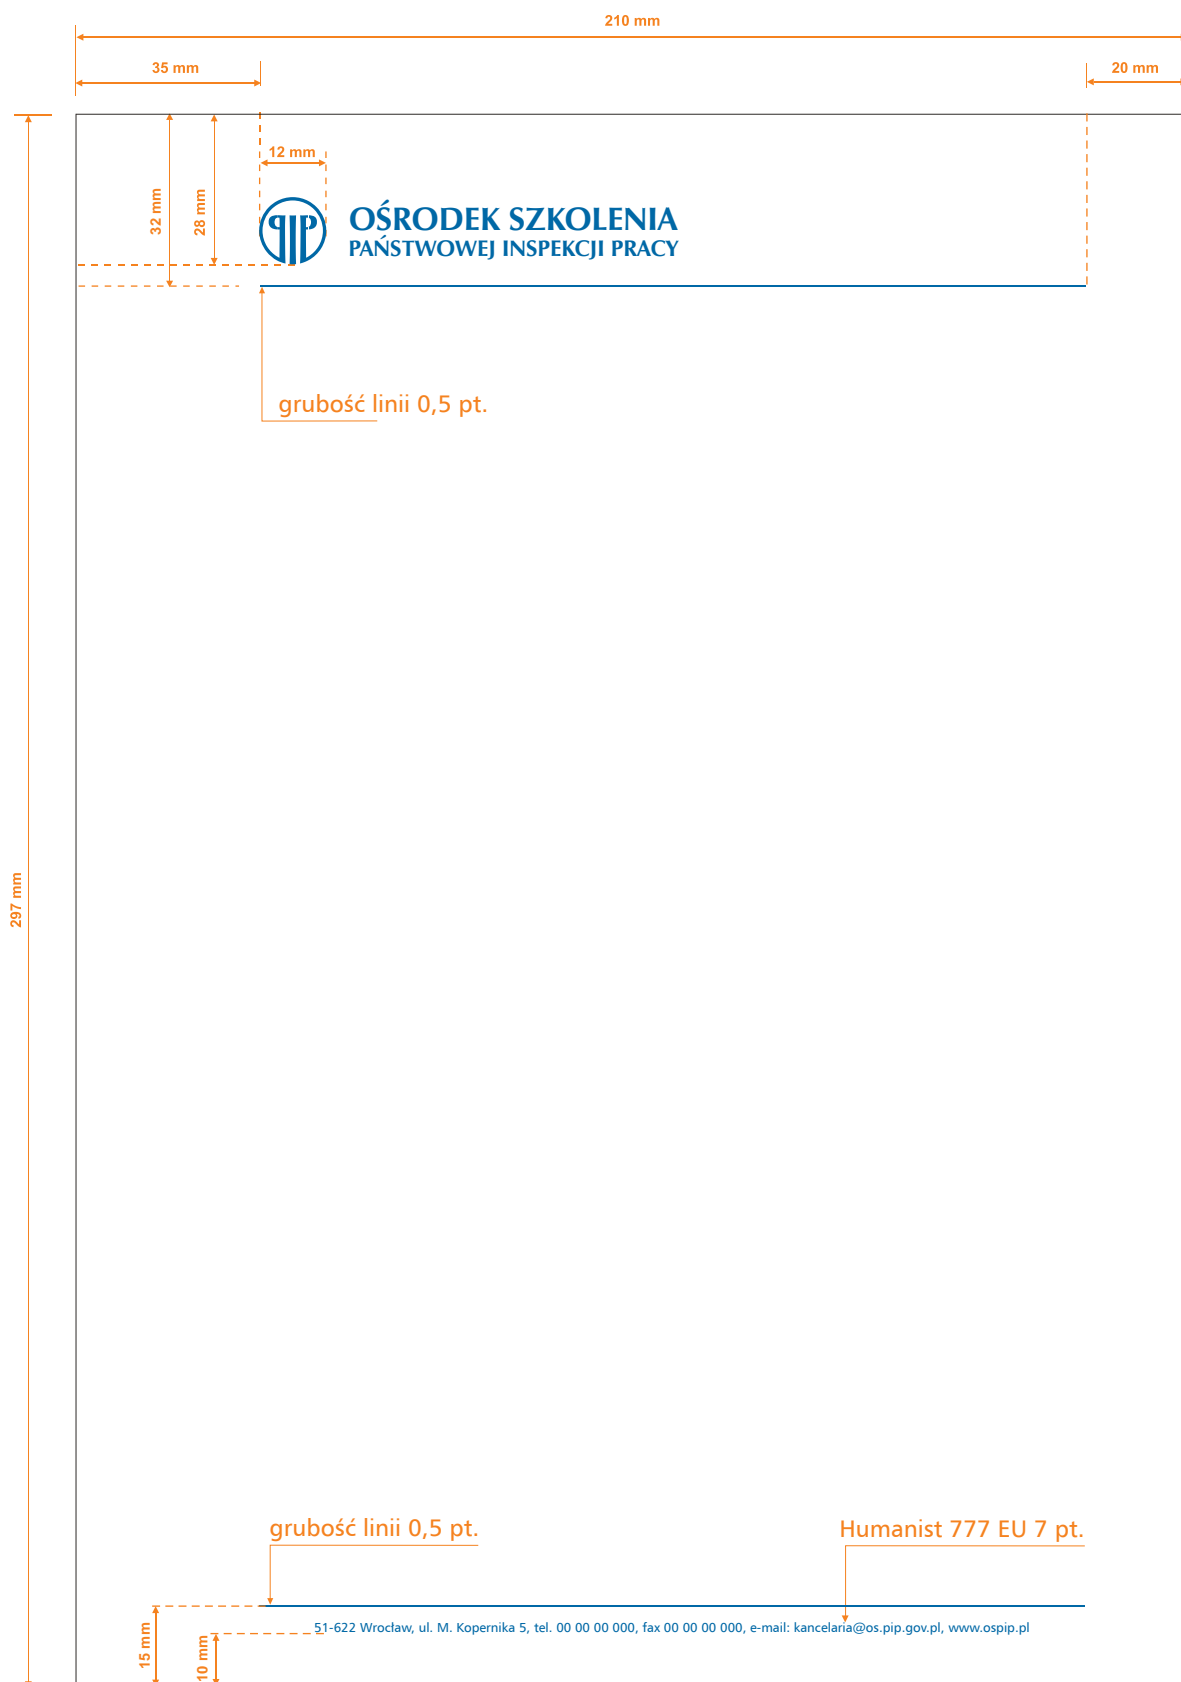 210 mm
35 mm
20 mm
12 mm
32 mm
28 mm
PIP
OŚRODEK SZKOLENIA
PAŃSTWOWEJ INSPEKCJI PRACY
grubość linii 0,5 pt.
297 mm
grubość linii 0,5 pt.
Humanist 777 EU 7 pt.
51-622 Wrocław, ul. M. Kopernika 5, tel. 00 00 00 000, fax 00 00 00 000, e-mail: kancelaria@os.pip.gov.pl, www.ospip.pl
15 mm
10 mm